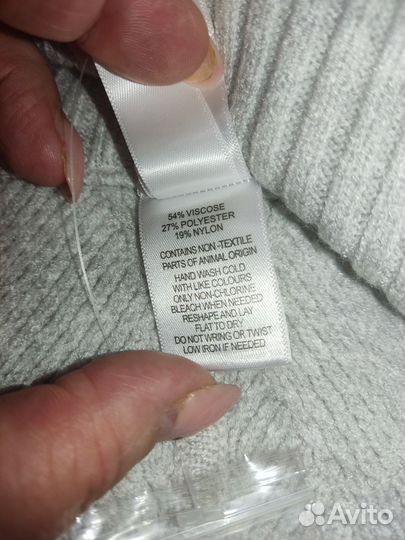 54% VISCOSE
27% POLYESTER
19% NYLON
CONTAINS NON -TEXTILE
PARTS OF ANIMAL ORIGIN
HAND WASH COLD
WITH LIKE COLOURS
ONLY NON-CHLORINE
BLEACH WHEN NEEDED
RESHAPE AND LAY
FLAT TO DRY
DO NOT WRING OR TWIST
LOW IRON IF NEEDED
Avito